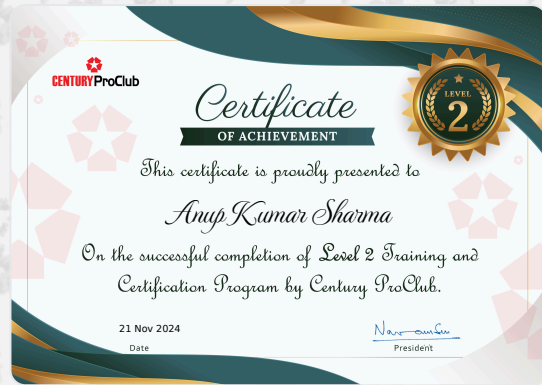 CENTURY ProClub
LEVEL
2
Certificate
OF ACHIEVEMENT
This certificate is proudly presented to
Anup Kumar Sharma
On the successful completion of Level 2 Training and
Certification Program by Century ProClub.
21 Nov 2024
Date
President